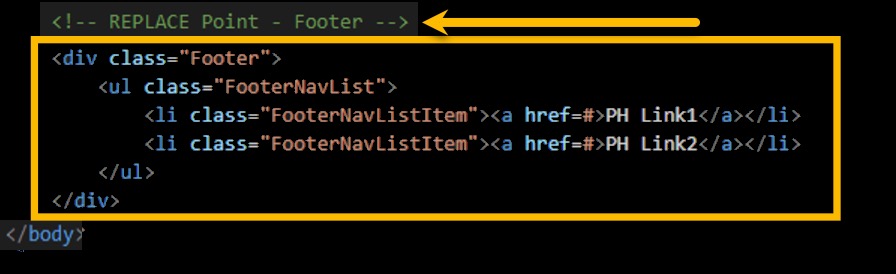 <!-- REPLACE Point - Footer -->
<div class="Footer">
<ul class="FooterNavList">
<li class="FooterNavListItem"><a href=#>PH Link1</a></li>
<li class="FooterNavListItem"><a href=#>PH Link2</a></li>
</ul>
</div>
</body>